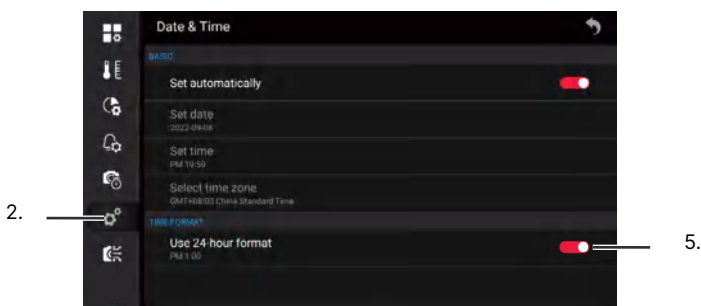 Date & Time
BASIC
Set automatically
Set date
2022-09-08
Set time
PM 19:59
Select time zone
GMT+08:00 China Standard Time
2.
TIME FORMAT
Use 24-hour format
5.
PM 1:00